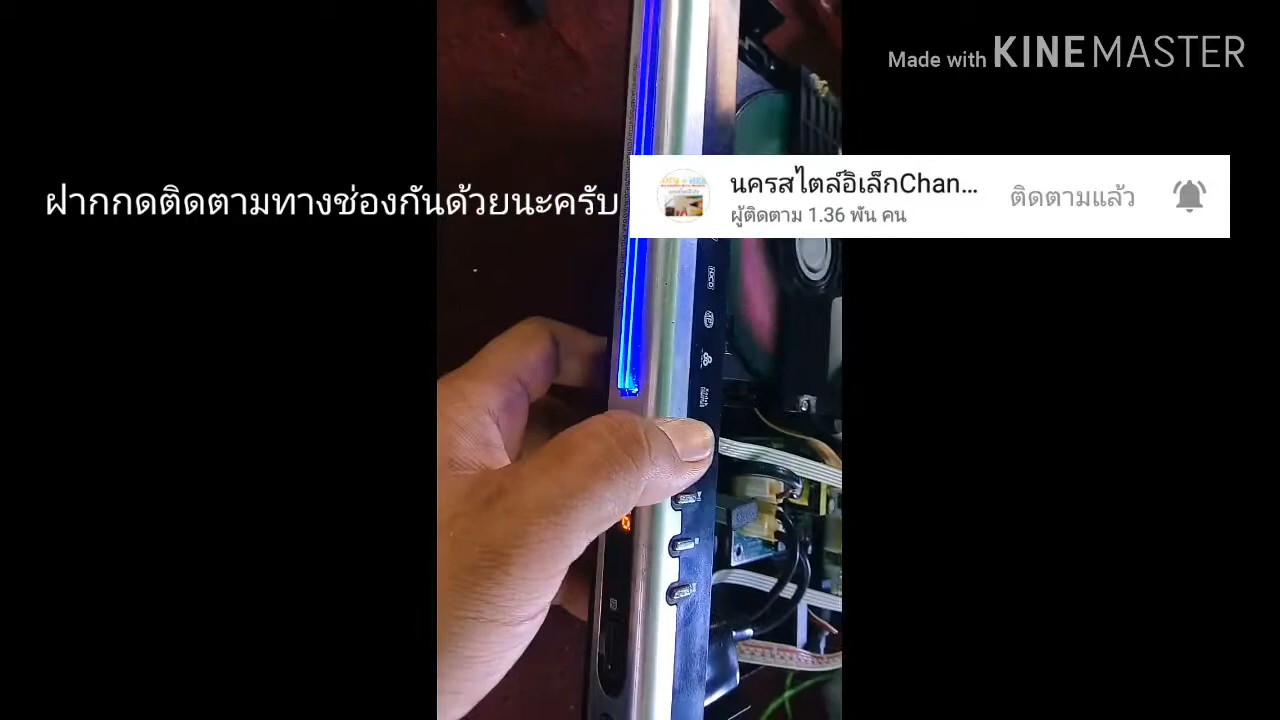 Made with KINEMASTER
ฝากกดติดตามทางช่องกันด้วยนะครับ
นครสไตล์อิเล็กChan...
ผู้ติดตาม 1.36 พัน คน
ติดตามแล้ว